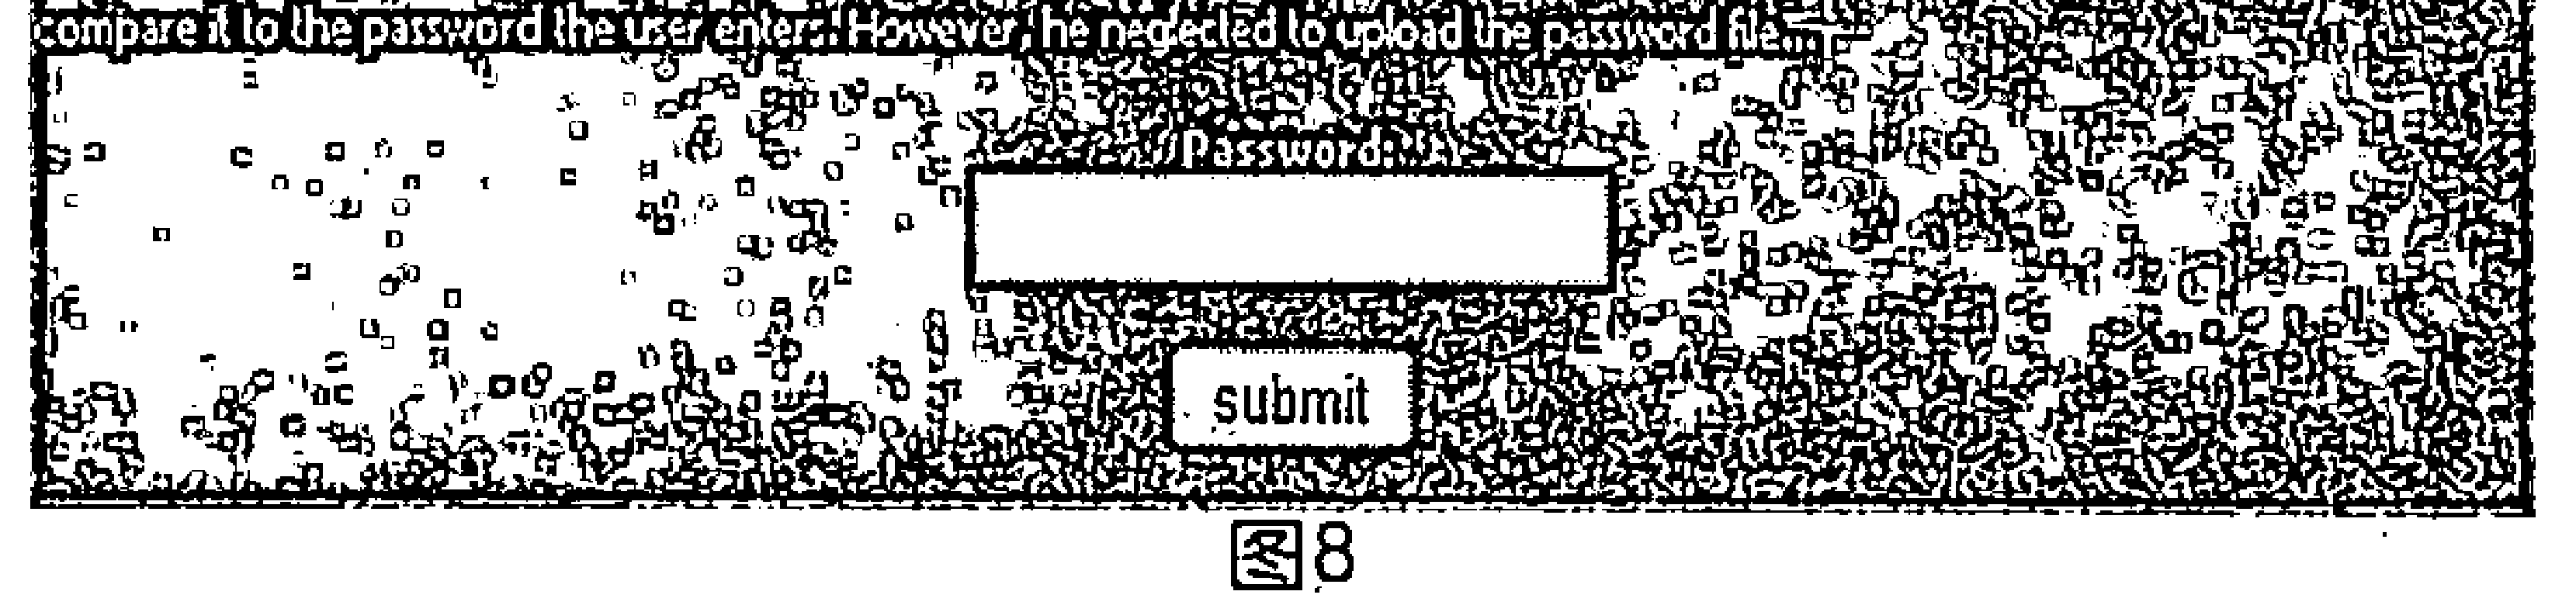 compare it to the password the user enters. However, he neglected to upload the password file...
Password:
submit
图8